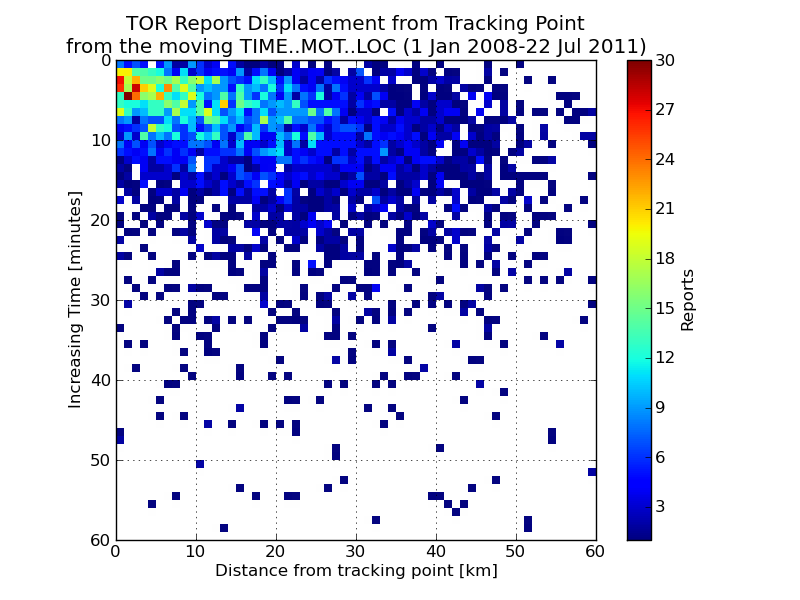 TOR Report Displacement from Tracking Point
from the moving TIME..MOT..LOC (1 Jan 2008-22 Jul 2011)
0
10
20
30
40
50
60
Increasing Time [minutes]
0 10 20 30 40 50 60
Distance from tracking point [km]
30
27
24
21
18
15
12
9
6
3
Reports